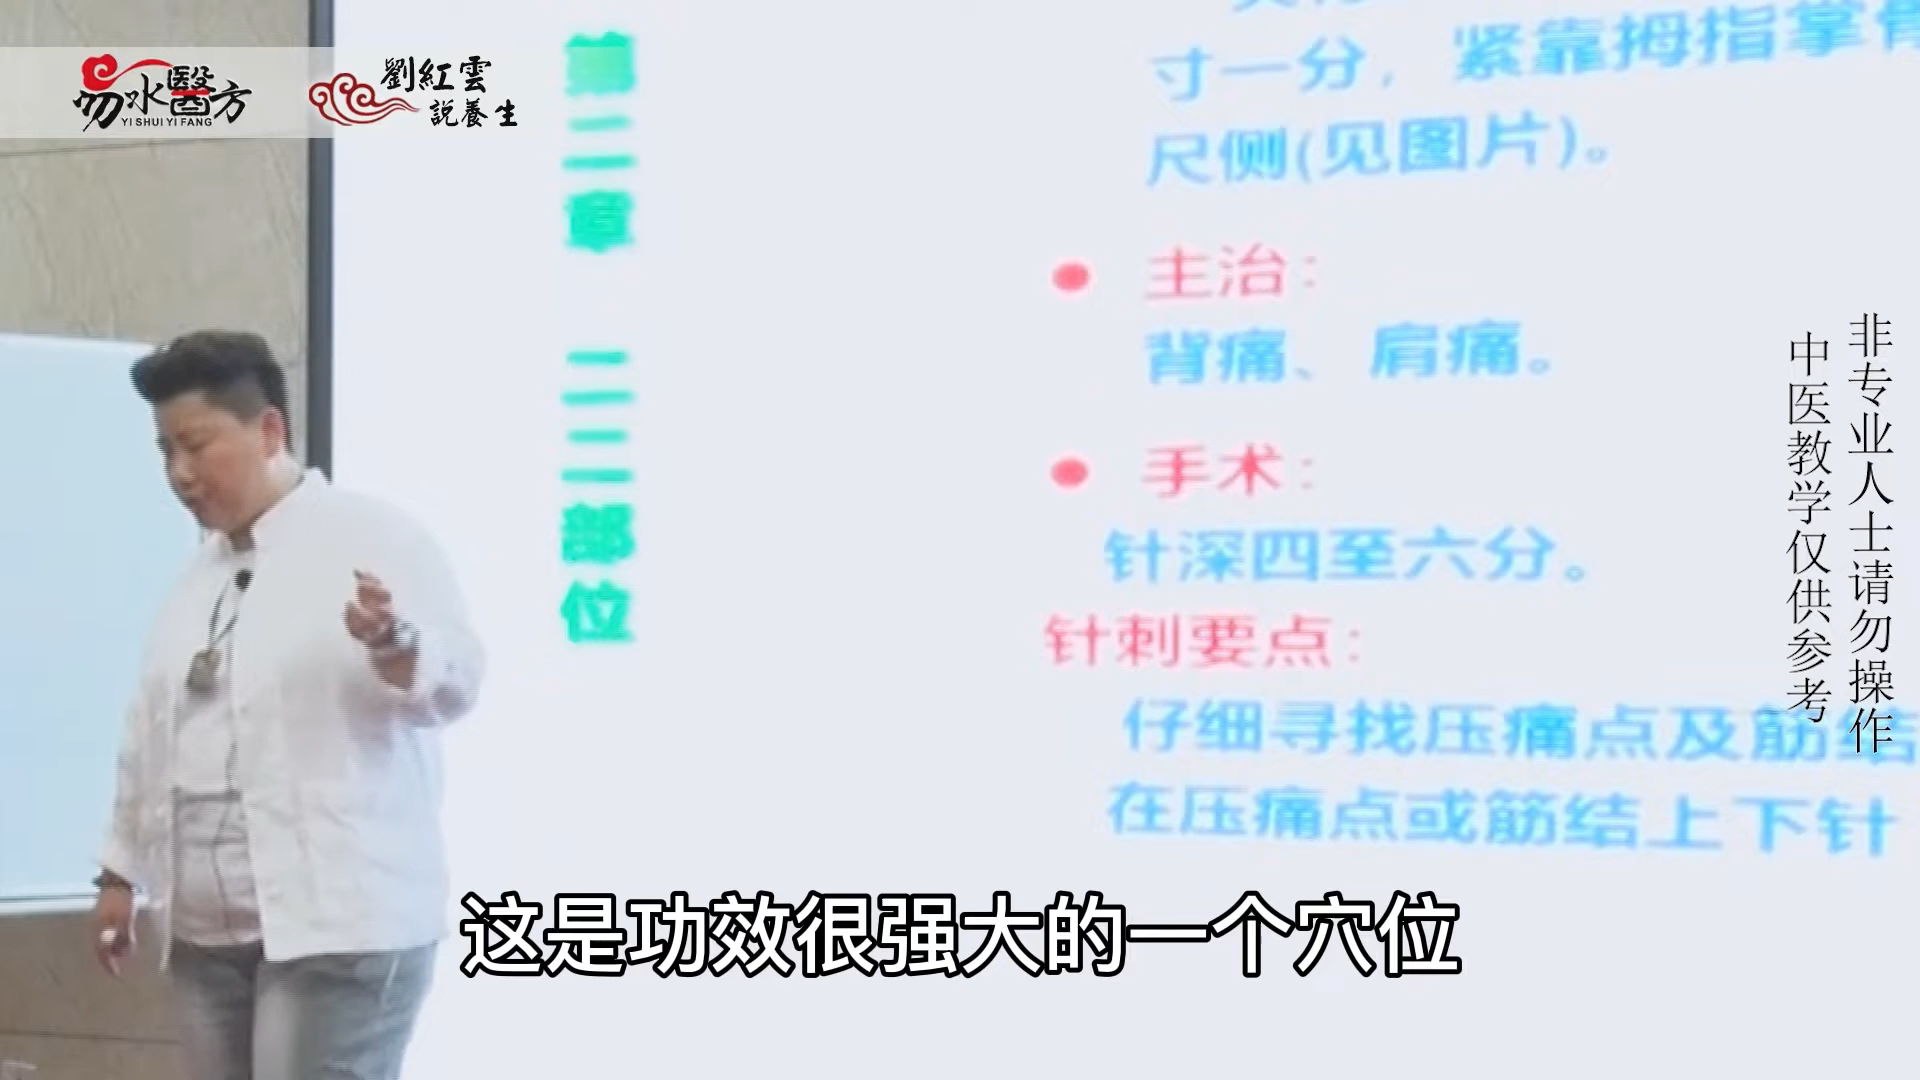 易水醫方
YI SHUI YI FANG
劉紅雲
說養生
第二章 二二部位
寸一分，紧靠拇指掌骨
尺侧(见图片)。
主治：
背痛、肩痛。
手术：
针深四至六分。
针刺要点：
仔细寻找压痛点及筋结
在压痛点或筋结上下针
非专业人士请勿操作
中医教学仅供参考
这是功效很强大的一个穴位